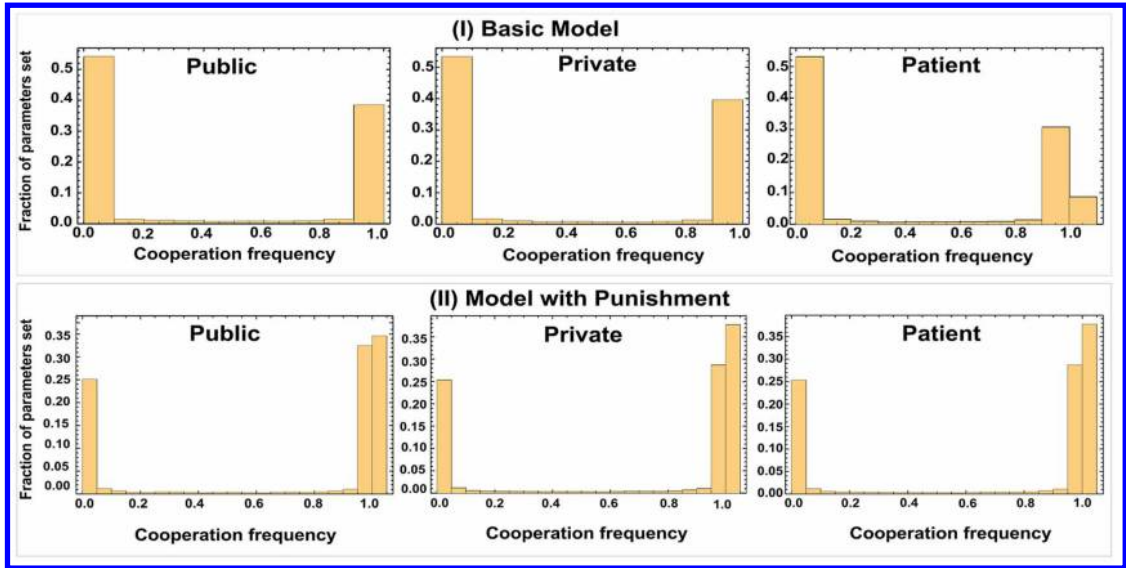 (I) Basic Model
Public
Private
Patient
Fraction of parameters set
0.5
0.4
0.3
0.2
0.1
0.0
0.0 0.2 0.4 0.6 0.8 1.0
Cooperation frequency
0.5
0.4
0.3
0.2
0.1
0.0
0.0 0.2 0.4 0.6 0.8 1.0
Cooperation frequency
0.5
0.4
0.3
0.2
0.1
0.0
0.0 0.2 0.4 0.6 0.8 1.0
Cooperation frequency
(II) Model with Punishment
Public
Private
Patient
Fraction of parameters set
0.35
0.30
0.25
0.20
0.15
0.10
0.05
0.00
0.0 0.2 0.4 0.6 0.8 1.0
Cooperation frequency
0.35
0.30
0.25
0.20
0.15
0.10
0.05
0.00
0.0 0.2 0.4 0.6 0.8 1.0
Cooperation frequency
0.35
0.30
0.25
0.20
0.15
0.10
0.05
0.00
0.0 0.2 0.4 0.6 0.8 1.0
Cooperation frequency